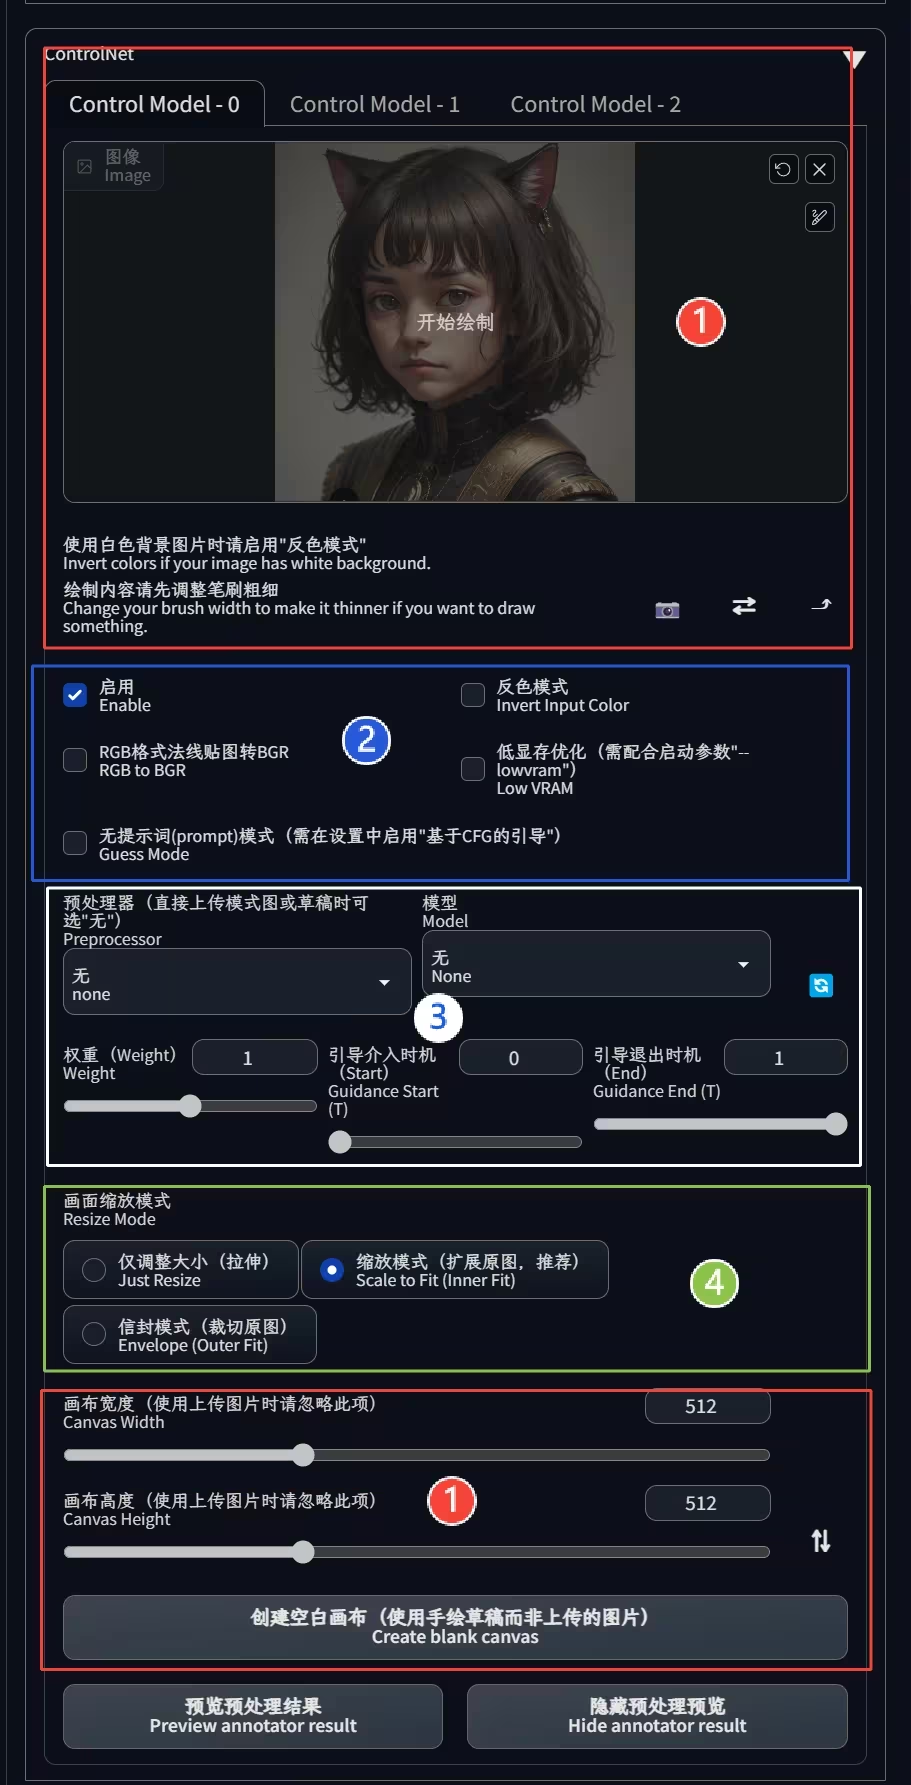 ControlNet
Control Model - 0
Control Model - 1
Control Model - 2
图像
Image
开始绘制
1
使用白色背景图片时请启用"反色模式"
Invert colors if your image has white background.
绘制内容请先调整笔刷粗细
Change your brush width to make it thinner if you want to draw
something.
启用
Enable
反色模式
Invert Input Color
2
RGB格式法线贴图转BGR
RGB to BGR
低显存优化（需配合启动参数"--
lowvram"）
Low VRAM
无提示词(prompt)模式（需在设置中启用"基于CFG的引导"）
Guess Mode
预处理器（直接上传模式图或草稿时可
选"无"）
Preprocessor
无
none
模型
Model
无
None
3
权重（Weight）
Weight
1
引导介入时机
（Start）
Guidance Start
(T)
0
引导退出时机
（End）
Guidance End (T)
1
画面缩放模式
Resize Mode
仅调整大小（拉伸）
Just Resize
缩放模式（扩展原图，推荐）
Scale to Fit (Inner Fit)
4
信封模式（裁切原图）
Envelope (Outer Fit)
画布宽度（使用上传图片时请忽略此项）
Canvas Width
512
画布高度（使用上传图片时请忽略此项）
Canvas Height
1
512
创建空白画布（使用手绘草稿而非上传的图片）
Create blank canvas
预览预处理结果
Preview annotator result
隐藏预处理预览
Hide annotator result